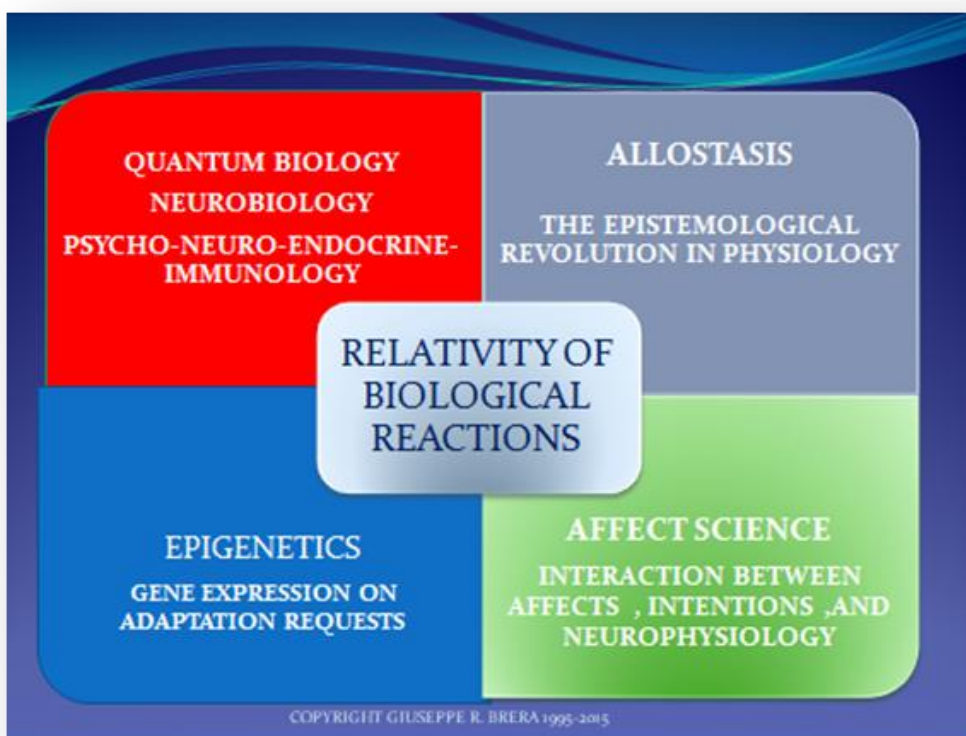 QUANTUM BIOLOGY
NEUROBIOLOGY
PSYCHO-NEURO-ENDOCRINE-
IMMUNOLOGY
ALLOSTASIS
THE EPISTEMOLOGICAL
REVOLUTION IN PHYSIOLOGY
RELATIVITY OF
BIOLOGICAL
REACTIONS
EPIGENETICS
GENE EXPRESSION ON
ADAPTATION REQUESTS
AFFECT SCIENCE
INTERACTION BETWEEN
AFFECTS , INTENTIONS ,AND
NEUROPHYSIOLOGY
COPYRIGHT GIUSEPPE R. BRERA 1995-2015